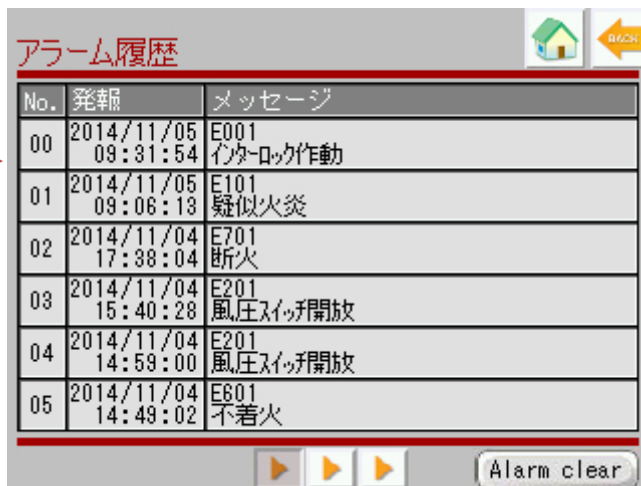 アラーム履歴
BACK
No. 発報 メッセージ
00 2014/11/05 09:31:54 E001
インターロック作動
01 2014/11/05 09:06:13 E101
疑似火炎
02 2014/11/04 17:38:04 E701
断火
03 2014/11/04 15:40:28 E201
風圧スイッチ開放
04 2014/11/04 14:59:00 E201
風圧スイッチ開放
05 2014/11/04 14:49:02 E601
不着火
Alarm clear